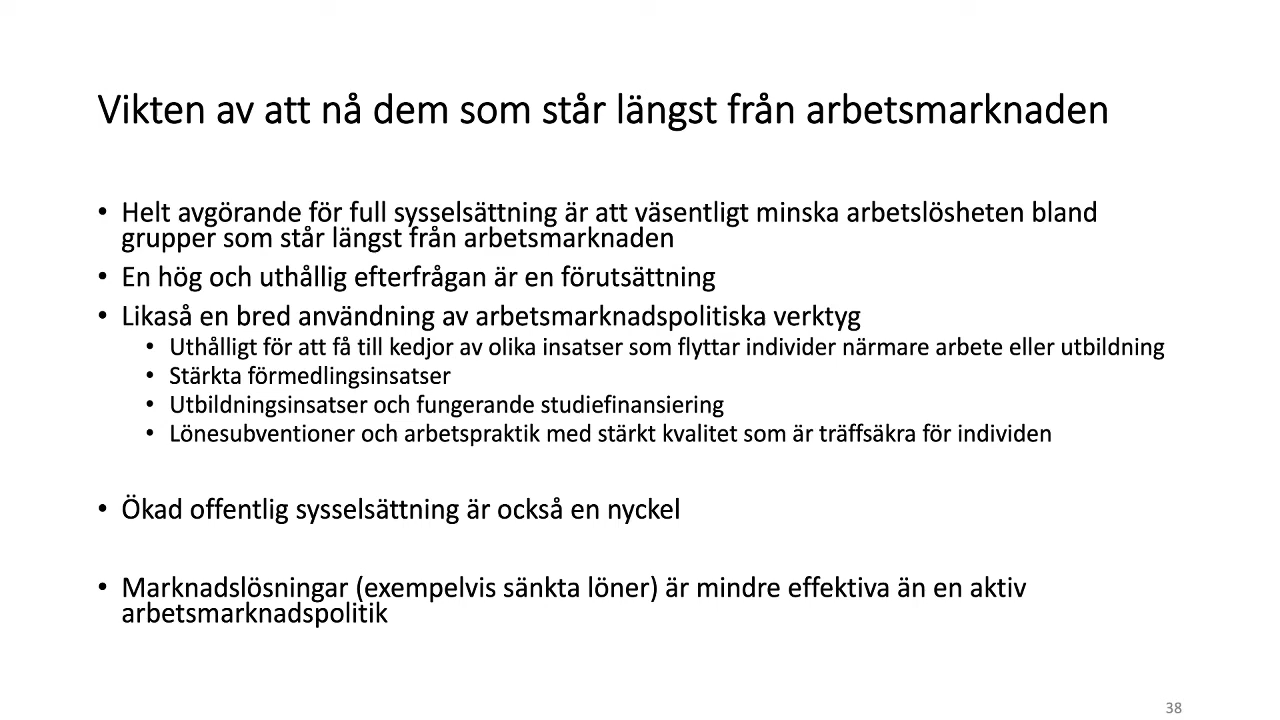 Vikten av att nå dem som står längst från arbetsmarknaden
• Helt avgörande för full sysselsättning är att väsentligt minska arbetslösheten bland
grupper som står längst från arbetsmarknaden
• En hög och uthållig efterfrågan är en förutsättning
• Likaså en bred användning av arbetsmarknadspolitiska verktyg
• Uthålligt för att få till kedjor av olika insatser som flyttar individer närmare arbete eller utbildning
• Stärkta förmedlingsinsatser
• Utbildningsinsatser och fungerande studiefinansiering
• Lönesubventioner och arbetspraktik med stärkt kvalitet som är träffsäkra för individen
• Ökad offentlig sysselsättning är också en nyckel
• Marknadslösningar (exempelvis sänkta löner) är mindre effektiva än en aktiv
arbetsmarknadspolitik
38